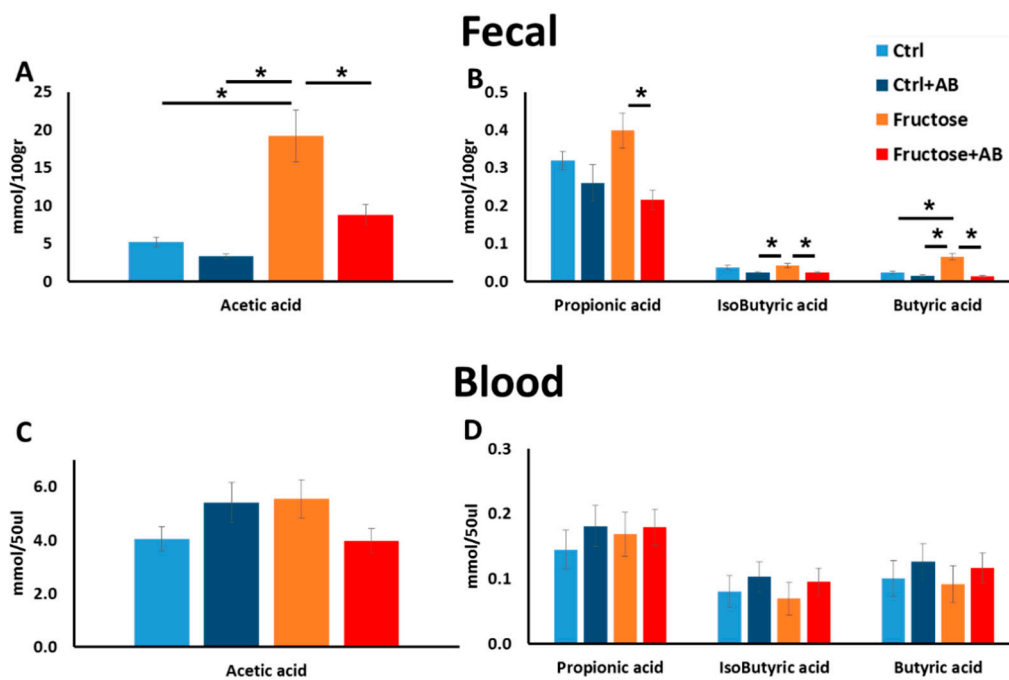 Fecal
A
B
Ctrl
Ctrl+AB
Fructose
Fructose+AB
mmol/100gr
25
20
15
10
5
0
* * *
Acetic acid
mmol/100gr
0.5
0.4
0.3
0.2
0.1
0.0
*
* *
*
* *
Propionic acid IsoButyric acid Butyric acid
Blood
C
D
mmol/50ul
6.0
4.0
2.0
0.0
Acetic acid
mmol/50ul
0.3
0.2
0.1
0.0
Propionic acid IsoButyric acid Butyric acid